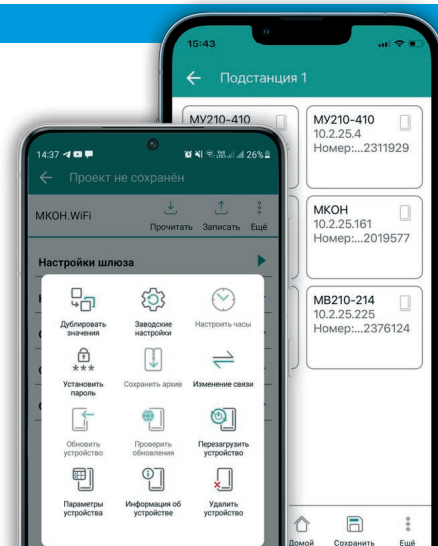 15:43
Подстанция 1
МУ210-410
МУ210-410
10.2.25.4
Номер:...2311929
МКОН
10.2.25.161
Номер:...2019577
МВ210-214
10.2.25.225
Номер:...2376124
Домой
Сохранить
Ещё
14:37
26%
Проект не сохранён
МКОН.WiFi
Прочитать
Записать
Ещё
Настройки шлюза
Дублировать
значения
Заводские
настройки
Настроить часы
Установить
пароль
Сохранить архив
Изменение связи
Обновить
устройство
Проверить
обновления
Перезагрузить
устройство
Параметры
устройства
Информация об
устройстве
Удалить
устройство